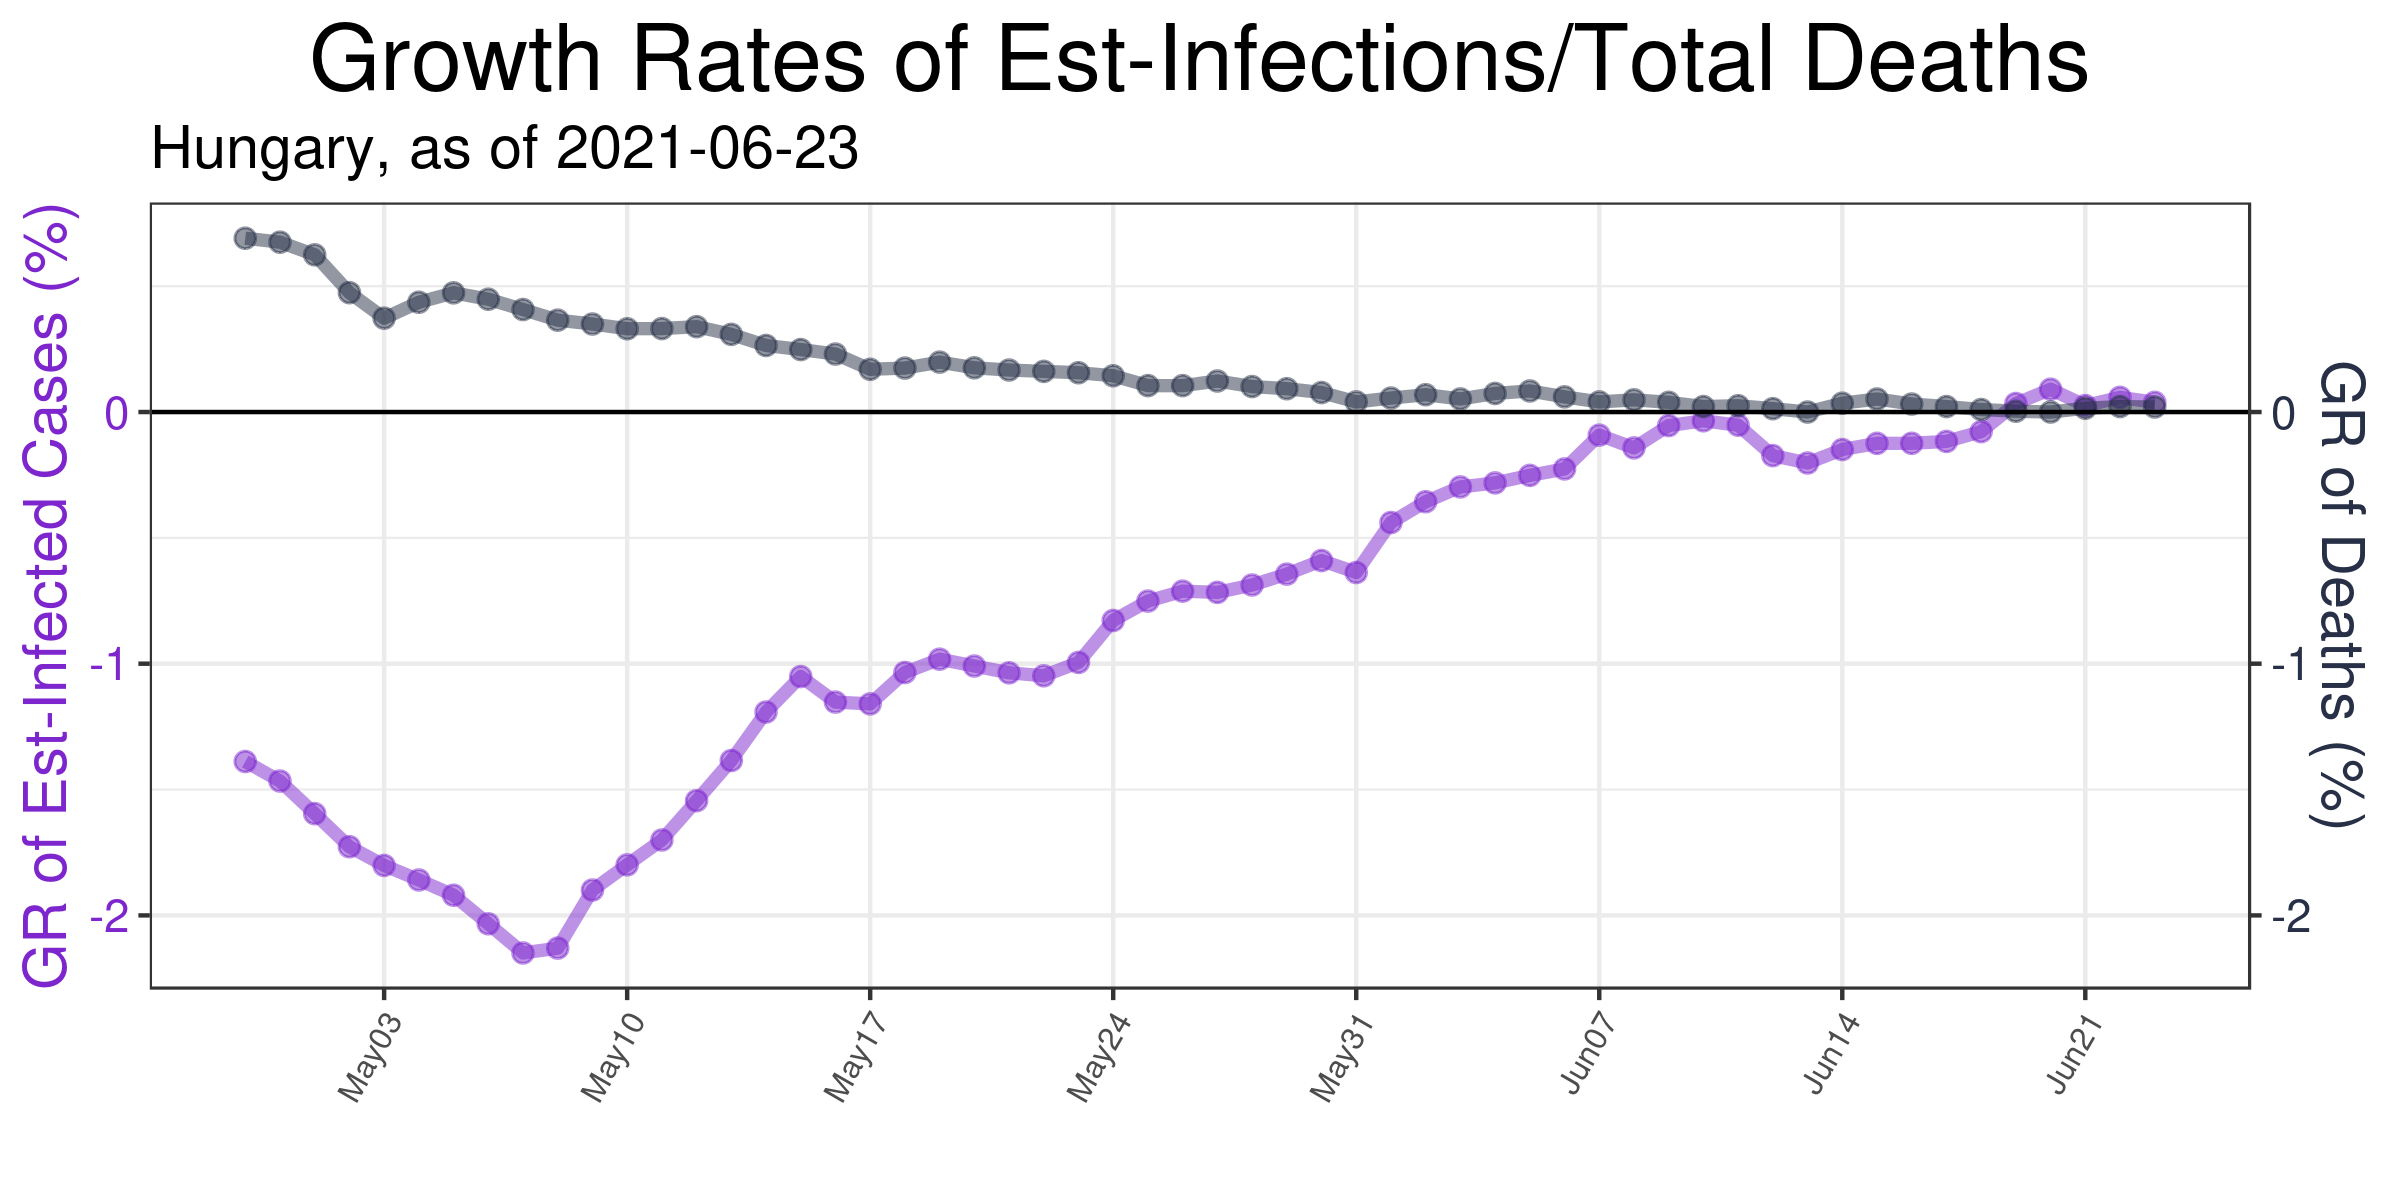 Growth Rates of Est-Infections/Total Deaths
Hungary, as of 2021-06-23
GR of Est-Infected Cases (%)
0
-1
-2
0
-1
-2
GR of Deaths (%)
May03
May10
May17
May24
May31
Jun07
Jun14
Jun21